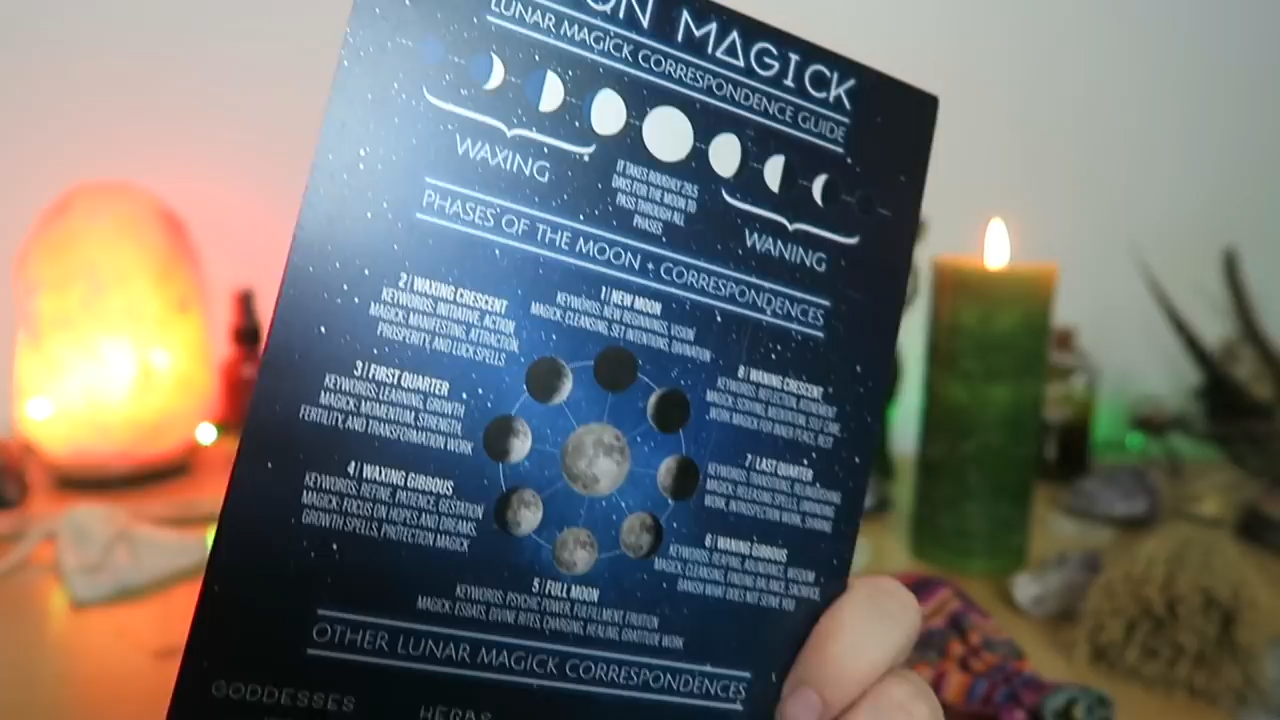 ON MAGICK
LUNAR MAGICK CORRESPONDENCE GUIDE
WAXING
IT TAKES ROUGHLY 29.5
DAYS FOR THE MOON TO
PASS THROUGH ALL
PHASES
WANING
PHASES OF THE MOON + CORRESPONDENCES
1 | NEW MOON
KEYWORDS: NEW BEGINNINGS, VISION
MAGICK: CLEANSING, SET INTENTIONS, DIVINATION
2 | WAXING CRESCENT
KEYWORDS: INITIATIVE, ACTION
MAGICK: MANIFESTING, ATTRACTION,
PROSPERITY, AND LUCK SPELLS
3 | FIRST QUARTER
KEYWORDS: LEARNING, GROWTH
MAGICK: MOMENTUM, STRENGTH,
FERTILITY, AND TRANSFORMATION WORK
4 | WAXING GIBBOUS
KEYWORDS: REFINE, PATIENCE, GESTATION
MAGICK: FOCUS ON HOPES AND DREAMS
GROWTH SPELLS, PROTECTION MAGICK
5 | FULL MOON
KEYWORDS: PSYCHIC POWER, FULFILLMENT FRUITION
MAGICK: ESBATS, DIVINE RITES, CHARGING, HEALING, GRATITUDE WORK
6 | WANING GIBBOUS
KEYWORDS: REAPING, ABUNDANCE, WISDOM
MAGICK: CLEANSING, FINDING BALANCE, SACRIFICE,
BANISH WHAT DOES NOT SERVE YOU
7 | LAST QUARTER
KEYWORDS: TRANSITIONS, RELINQUISHING
MAGICK: RELEASING SPELLS, UNBINDING
WORK, INTROSPECTION WORK, SHARING
8 | WANING CRESCENT
KEYWORDS: REFLECTION, ATONEMENT
MAGICK: SCRYING, MEDITATION, SELF CARE,
WORK MAGICK FOR INNER PEACE, REST
OTHER LUNAR MAGICK CORRESPONDENCES
GODDESSES
HERBS